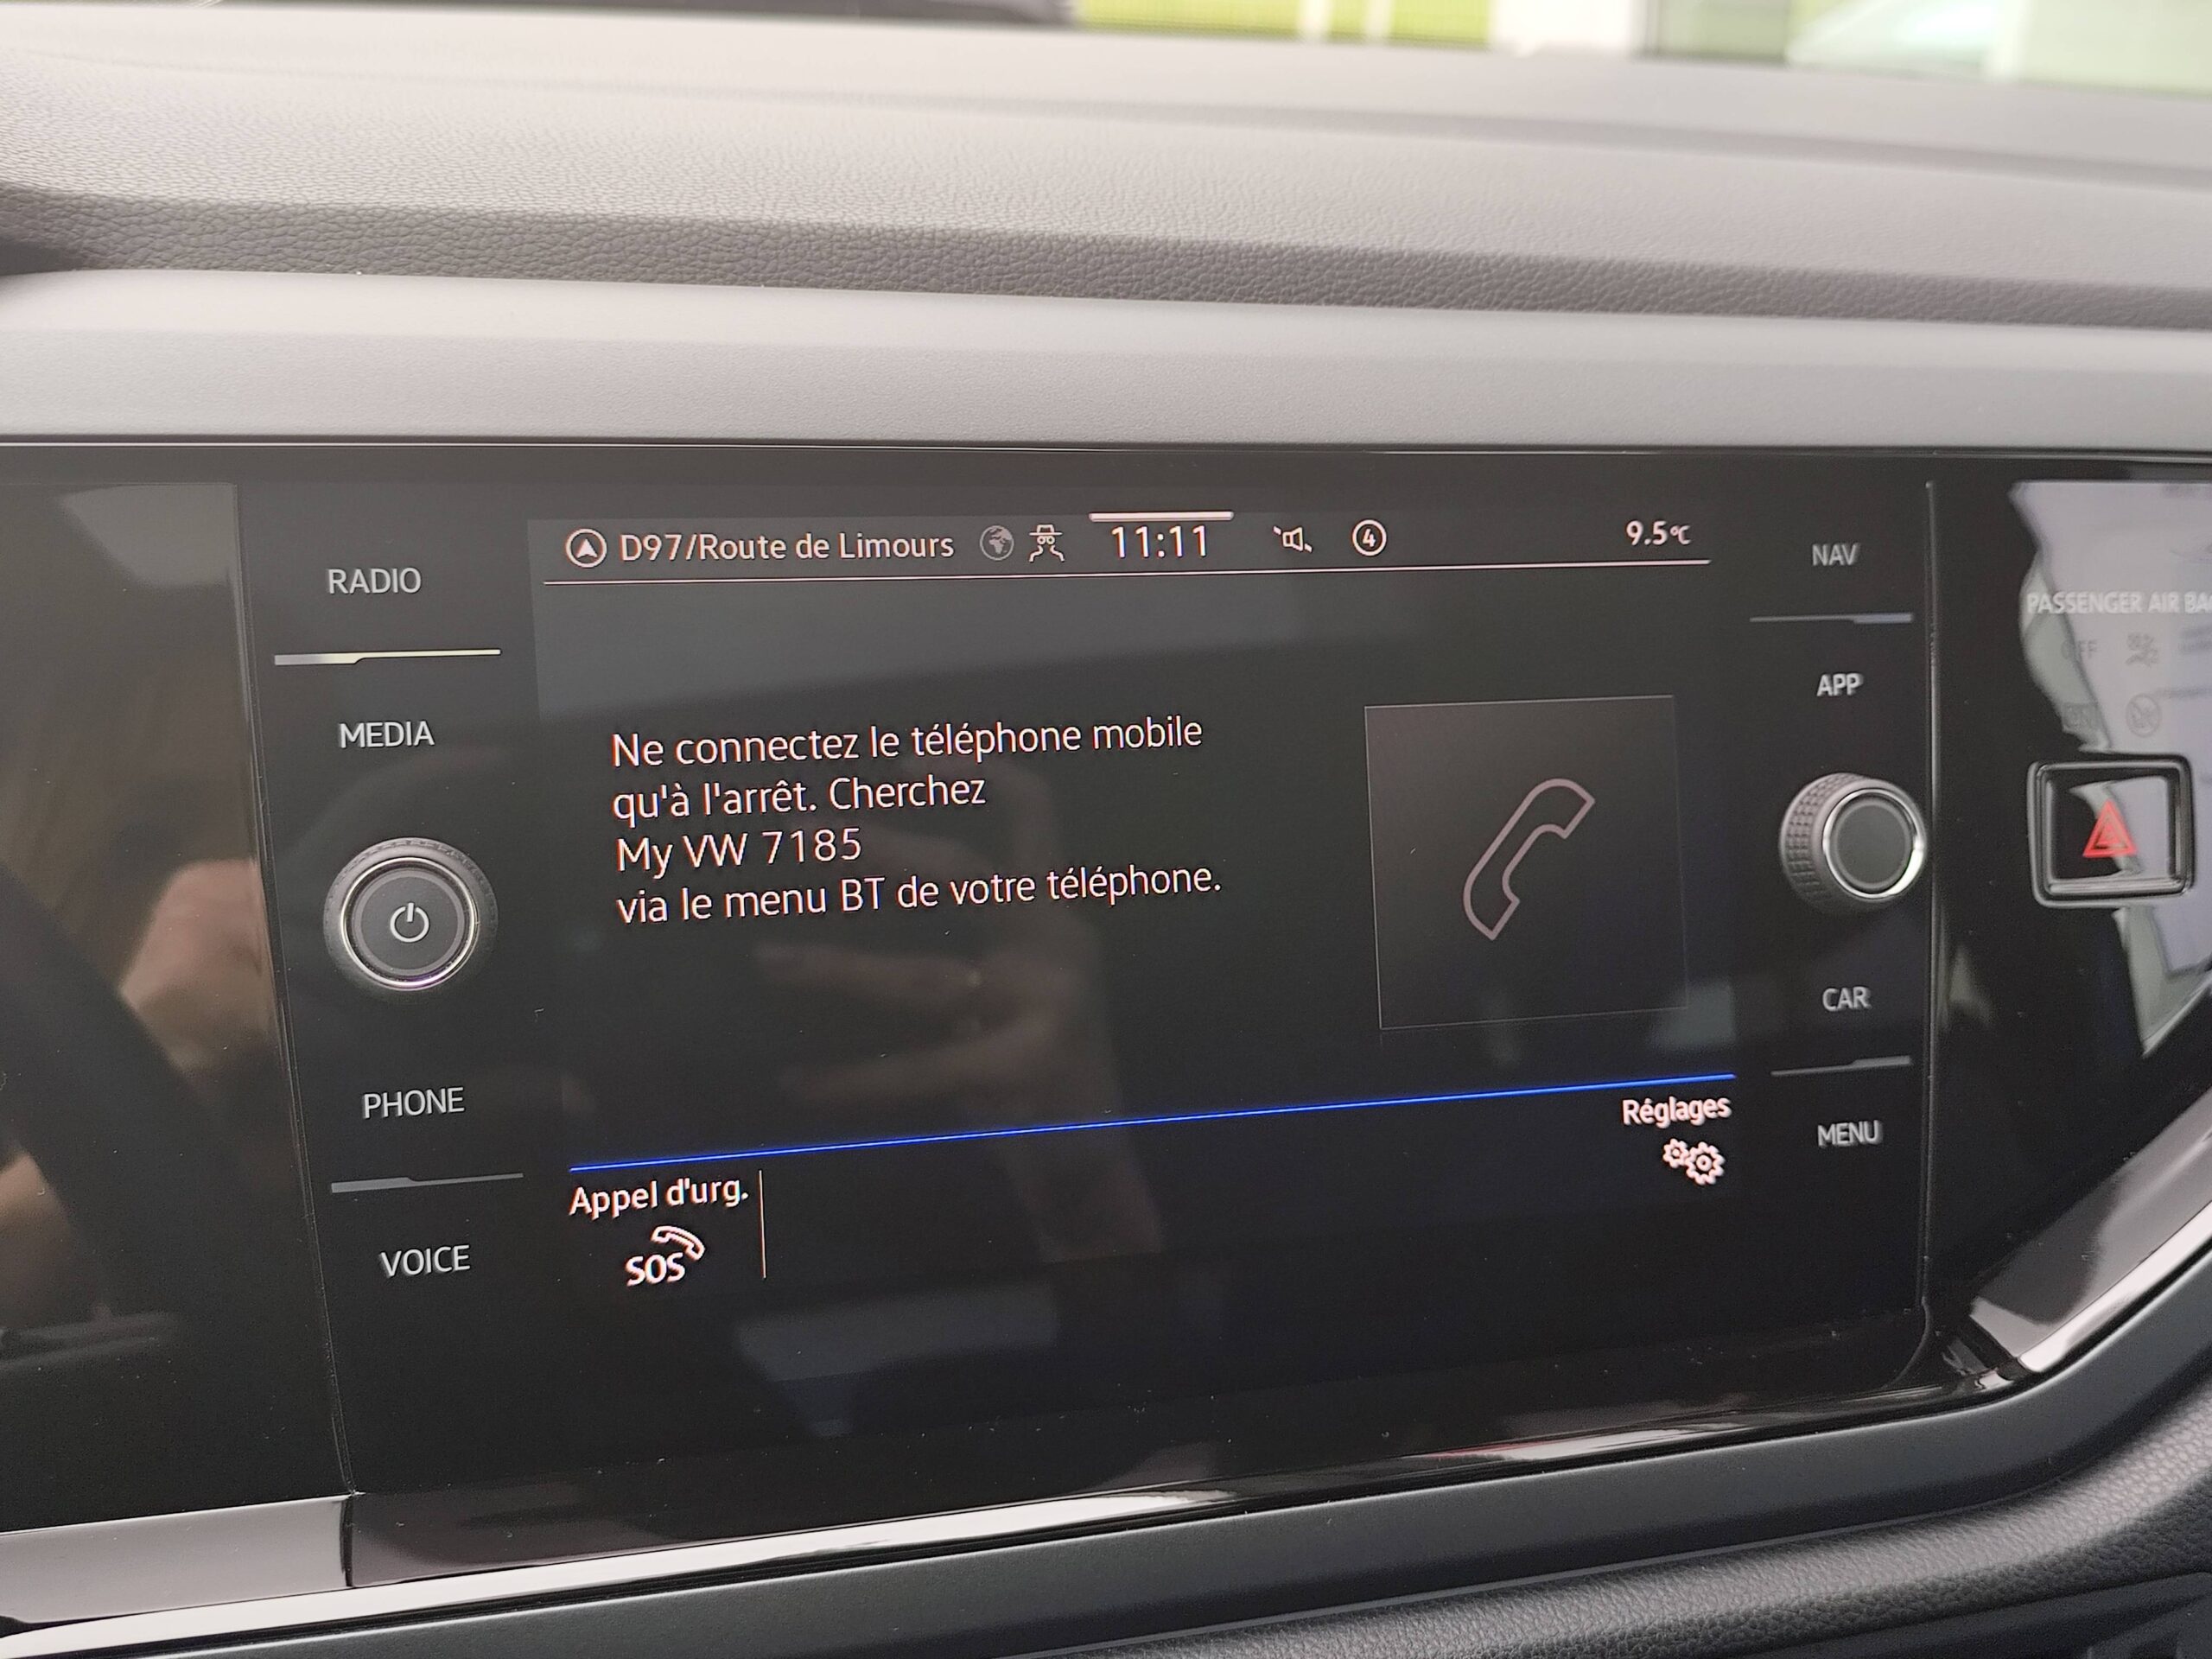 D97/Route de Limours 11:11 4 9.5°C
RADIO
MEDIA
PHONE
VOICE
Ne connectez le téléphone mobile
qu'à l'arrêt. Cherchez
My VW 7185
via le menu BT de votre téléphone.
Appel d'urg.
SOS
Réglages
NAV
APP
CAR
MENU
PASSENGER AIR